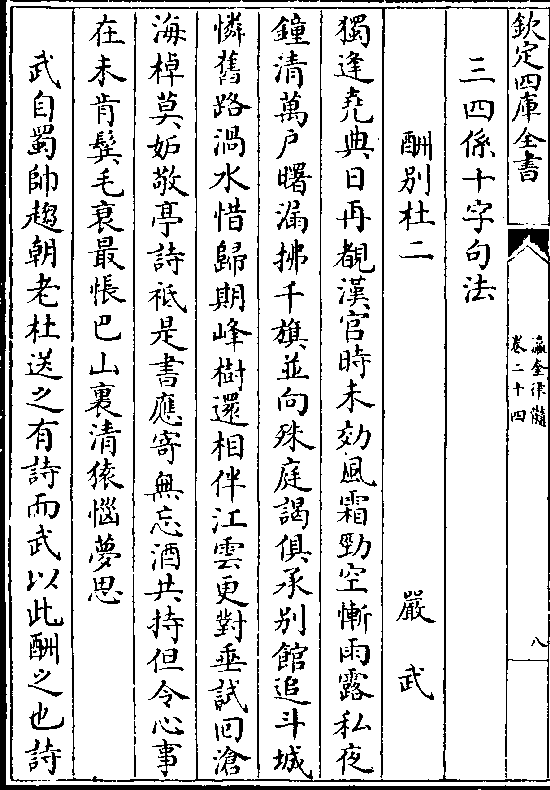 欽定四庫全書
瀛奎律髓
卷二十四
八
三四係十字句法
酬別杜二
嚴武
獨逢堯典日再覩漢官時未効風霜勁空慚雨露私夜
鐘清萬戶曙漏拂千旗並向殊庭謁俱承別館追斗城
憐舊路渦水惜歸期峰樹還相伴江雲更對垂試回滄
海棹莫妬敬亭詩祗是書應寄無忘酒共持但令心事
在未肯鬂毛衰最悵巴山裏清猿惱夢思
武自蜀帥趨朝老杜送之有詩而武以此酬之也詩